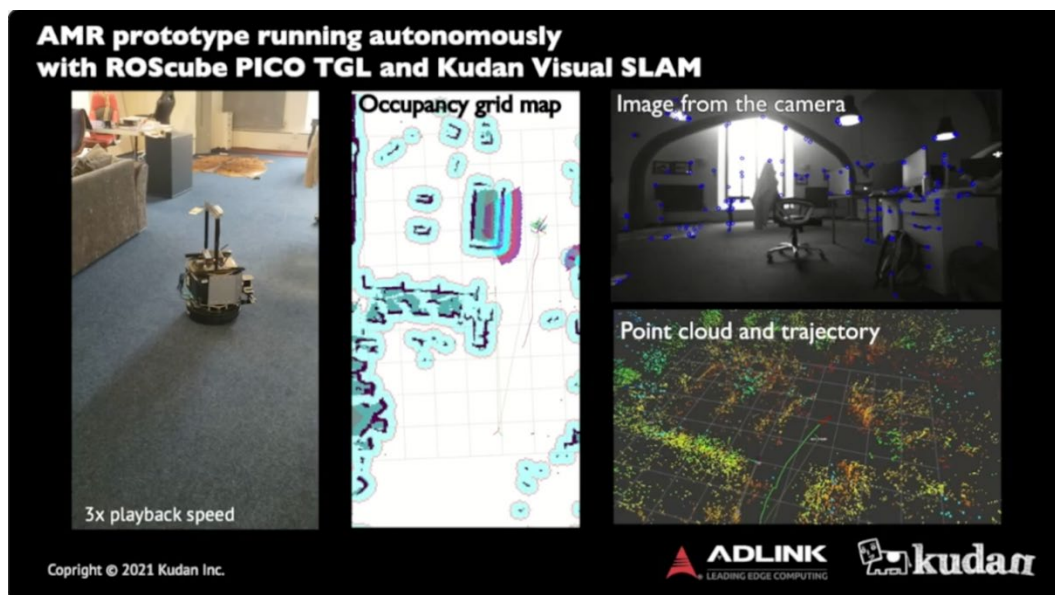 AMR prototype running autonomously
with ROScube PICO TGL and Kudan Visual SLAM
Occupancy grid map
Image from the camera
Point cloud and trajectory
3x playback speed
Copright © 2021 Kudan Inc.
ADLINK
LEADING EDGE COMPUTING
kudan